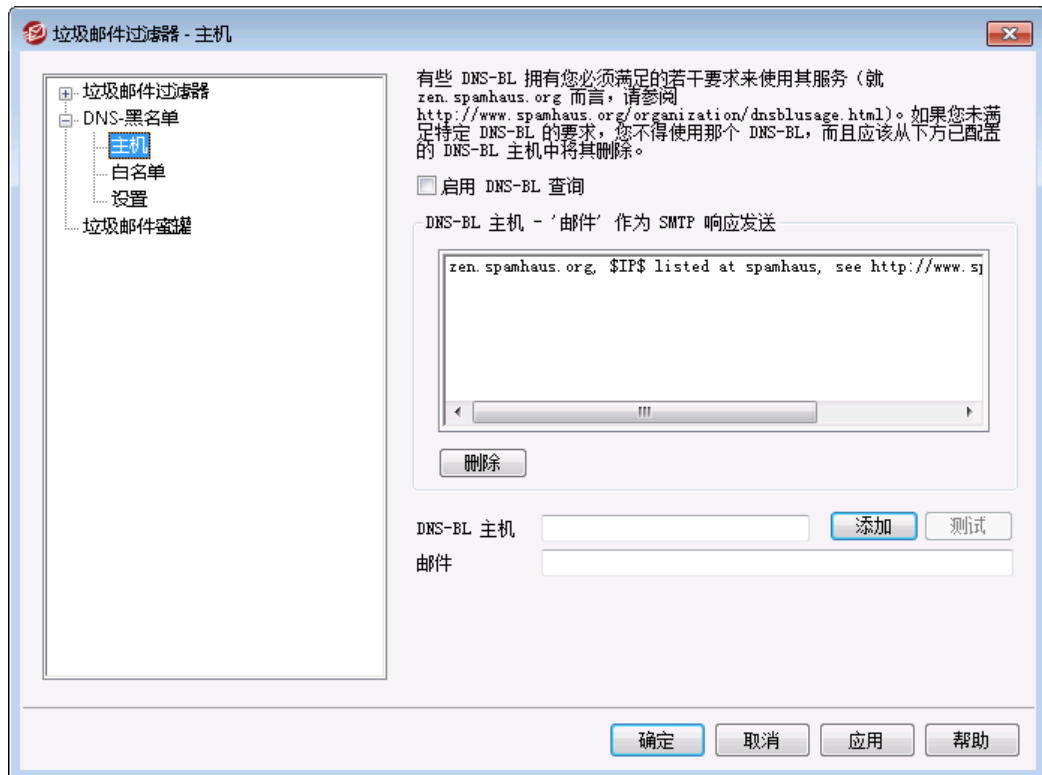 垃圾邮件过滤器 - 主机
垃圾邮件过滤器
DNS-黑名单
主机
白名单
设置
垃圾邮件蜜罐
有些 DNS-BL 拥有您必须满足的若干要求来使用其服务（就
zen.spamhaus.org 而言，请参阅
http://www.spamhaus.org/organization/dnsblusage.html）。如果您未满
足特定 DNS-BL 的要求，您不得使用那个 DNS-BL，而且应该从下方已配置
的 DNS-BL 主机中将其删除。
启用 DNS-BL 查询
DNS-BL 主机 - '邮件' 作为 SMTP 响应发送
zen.spamhaus.org, $IP$ listed at spamhaus, see http://www.sp
删除
DNS-BL 主机
添加
测试
邮件
确定
取消
应用
帮助